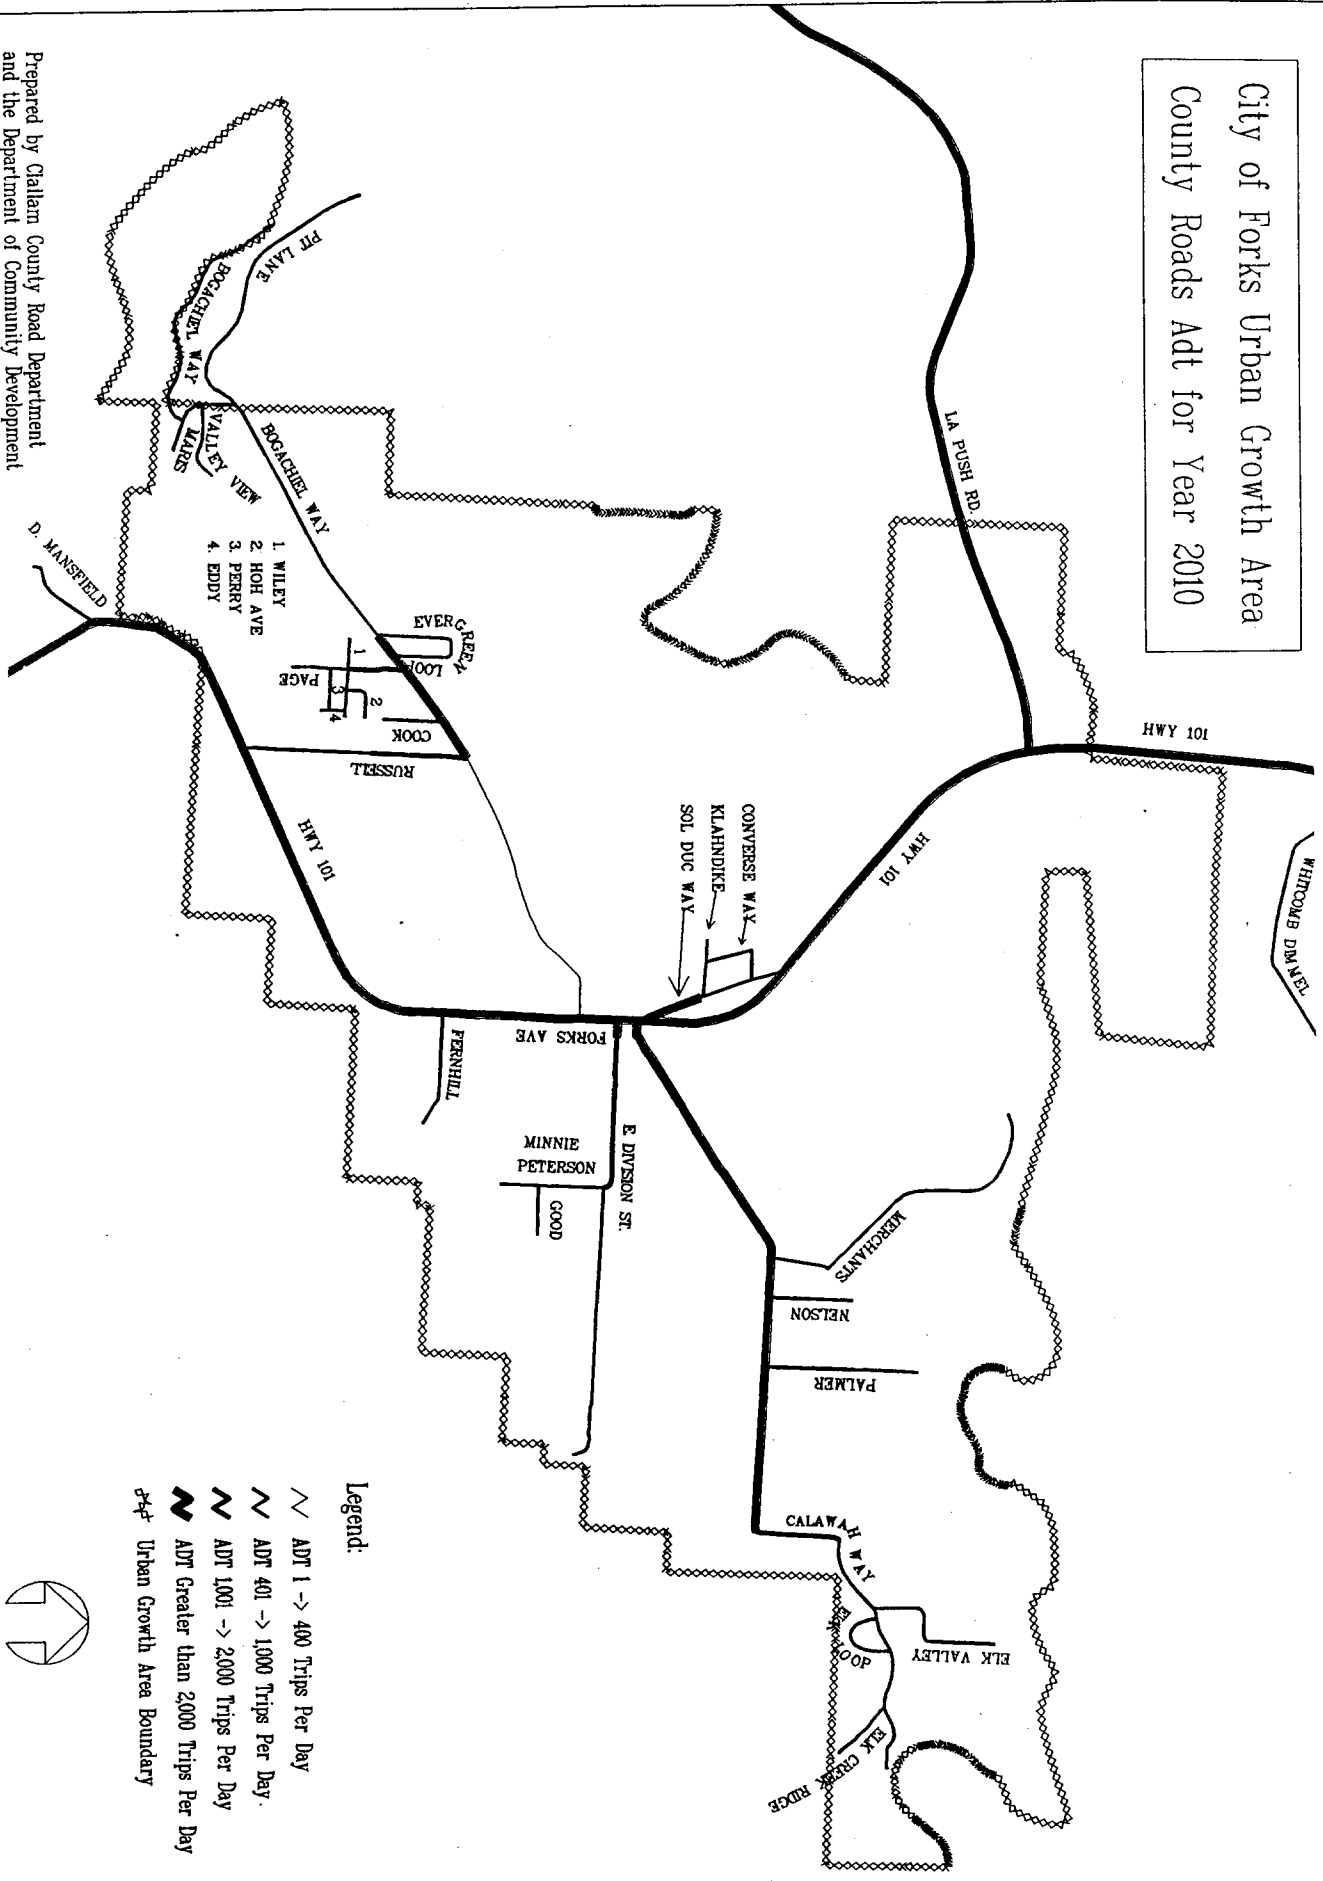 City of Forks Urban Growth Area
County Roads Adt for Year 2010
LA PUSH RD.
HWY 101
WHITCOMB DIMMEL
HWY 101
PIT LANE
BOGACHIEL WAY
BOGACHIEL WAY
VALLEY VIEW
MARIS
D. MANSFIELD
1. WILEY
2. HOH AVE
3. PERRY
4. EDDY
EVERGREEN
LOOP
PAGE
1
2
3
4
COOK
RUSSELL
HWY 101
CONVERSE WAY
KLAHNDIKE
SOL DUC WAY
FORKS AVE
FERNHILL
E. DIVISION ST.
MINNIE
PETERSON
GOOD
MERCHANTS
NELSON
PALMER
CALAWAH WAY
ELK LOOP
ELK VALLEY
ELK CREEK RIDGE
Legend:
ADT 1 -> 400 Trips Per Day
ADT 401 -> 1,000 Trips Per Day.
ADT 1,001 -> 2,000 Trips Per Day
ADT Greater than 2,000 Trips Per Day
Urban Growth Area Boundary
Prepared by Clallam County Road Department
and the Department of Community Development